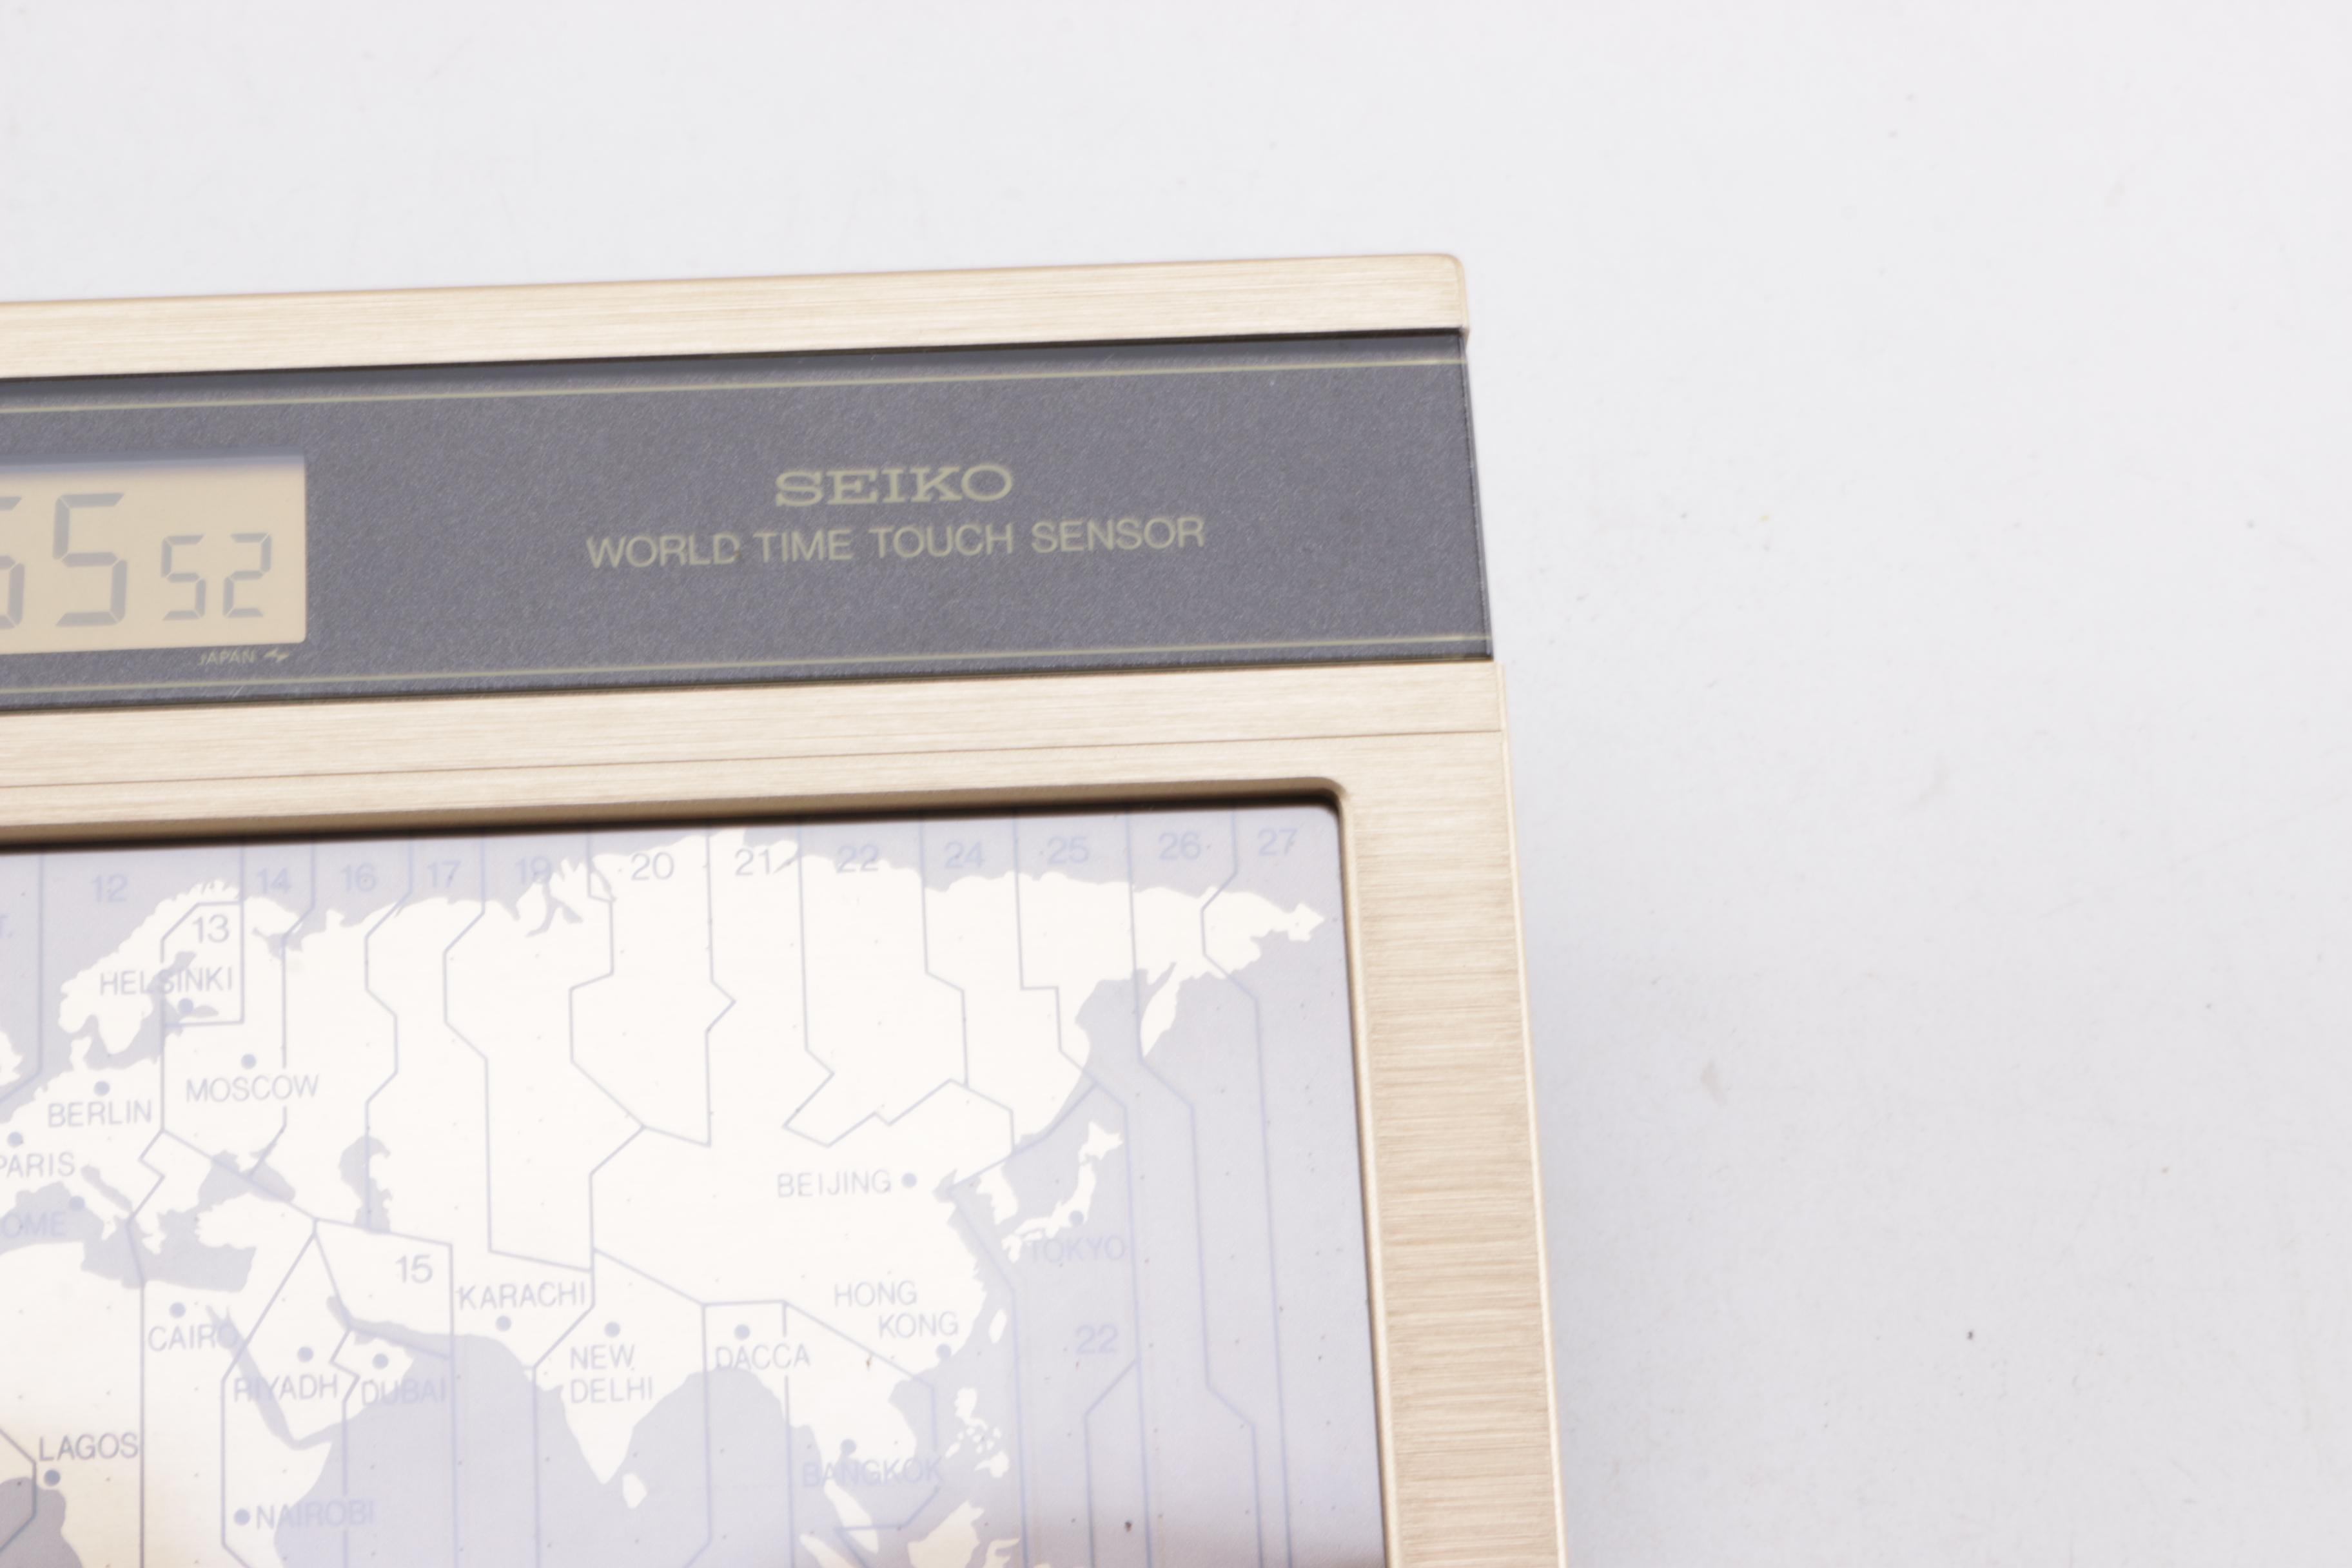 SEIKO
WORLD TIME TOUCH SENSOR
5 52
JAPAN
12
14
16
17
19
20
21
22
24
25
26
27
13
HELSINKI
MOSCOW
BERLIN
PARIS
BEIJING
TOKYO
15
KARACHI
HONG
KONG
CAIRO
NEW
DELHI
DACCA
22
RIYADH
DUBAI
LAGOS
BANGKOK
NAIROBI